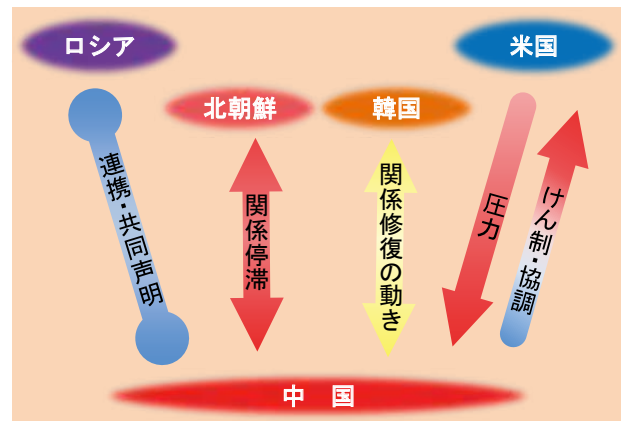 ロシア
米国
北朝鮮
韓国
連携・共同声明
関係停滞
関係修復の動き
圧力
けん制・協調
中　国